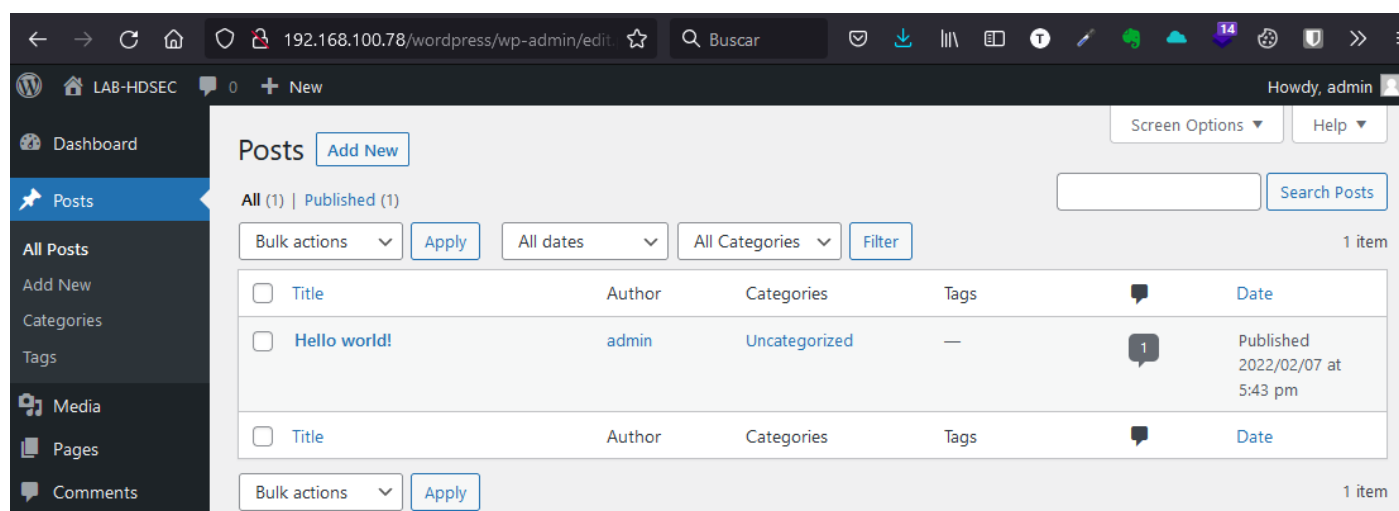 192.168.100.78/wordpress/wp-admin/edit. Buscar T 14
LAB-HDSEC 0 + New Howdy, admin
Screen Options ▼ Help ▼
Dashboard
Posts Add New
Posts
All (1) | Published (1) Search Posts
All Posts
Bulk actions Apply All dates All Categories Filter 1 item
Add New
Title Author Categories Tags Date
Categories
Hello world! admin Uncategorized — 1 Published
Tags
2022/02/07 at
5:43 pm
Media
Title Author Categories Tags Date
Pages
Comments
Bulk actions Apply 1 item